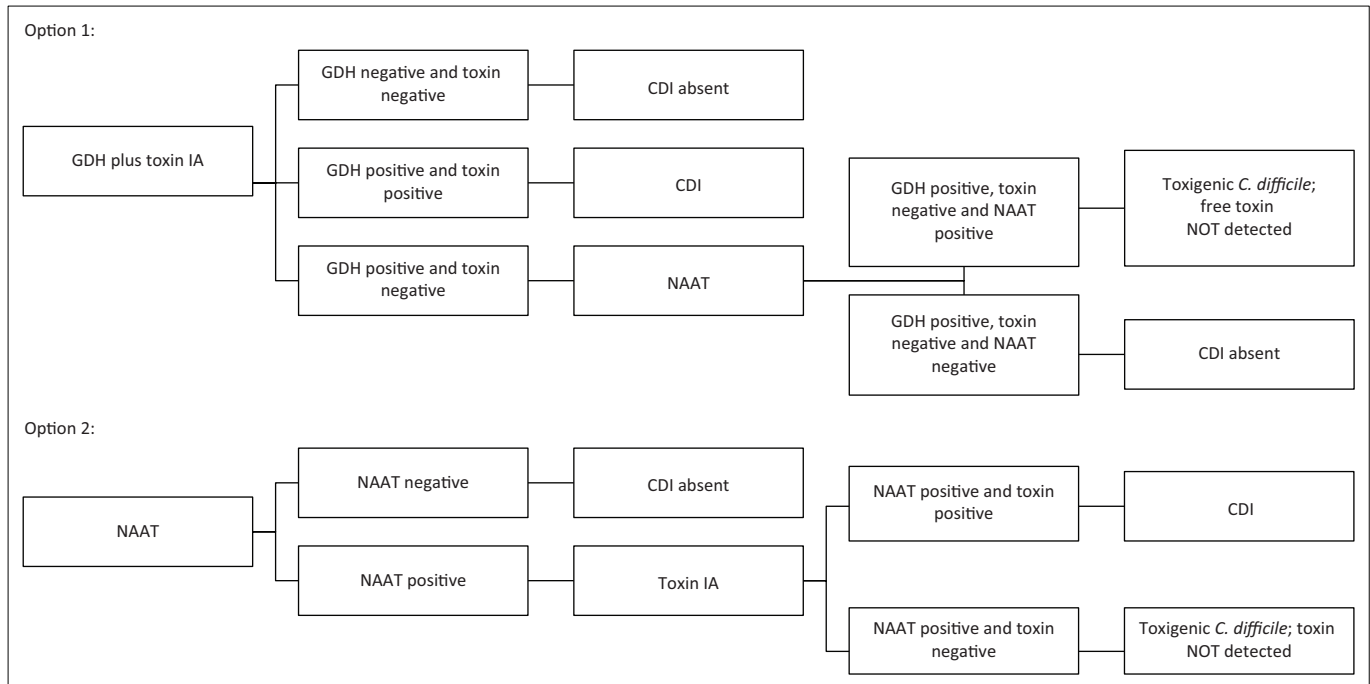 Option 1:
GDH plus toxin IA
GDH negative and toxin
negative
CDI absent
GDH positive and toxin
positive
CDI
GDH positive and toxin
negative
NAAT
GDH positive, toxin
negative and NAAT
positive
Toxigenic C. difficile;
free toxin
NOT detected
GDH positive, toxin
negative and NAAT
negative
CDI absent
Option 2:
NAAT
NAAT negative
CDI absent
NAAT positive
Toxin IA
NAAT positive and toxin
positive
CDI
NAAT positive and toxin
negative
Toxigenic C. difficile; toxin
NOT detected